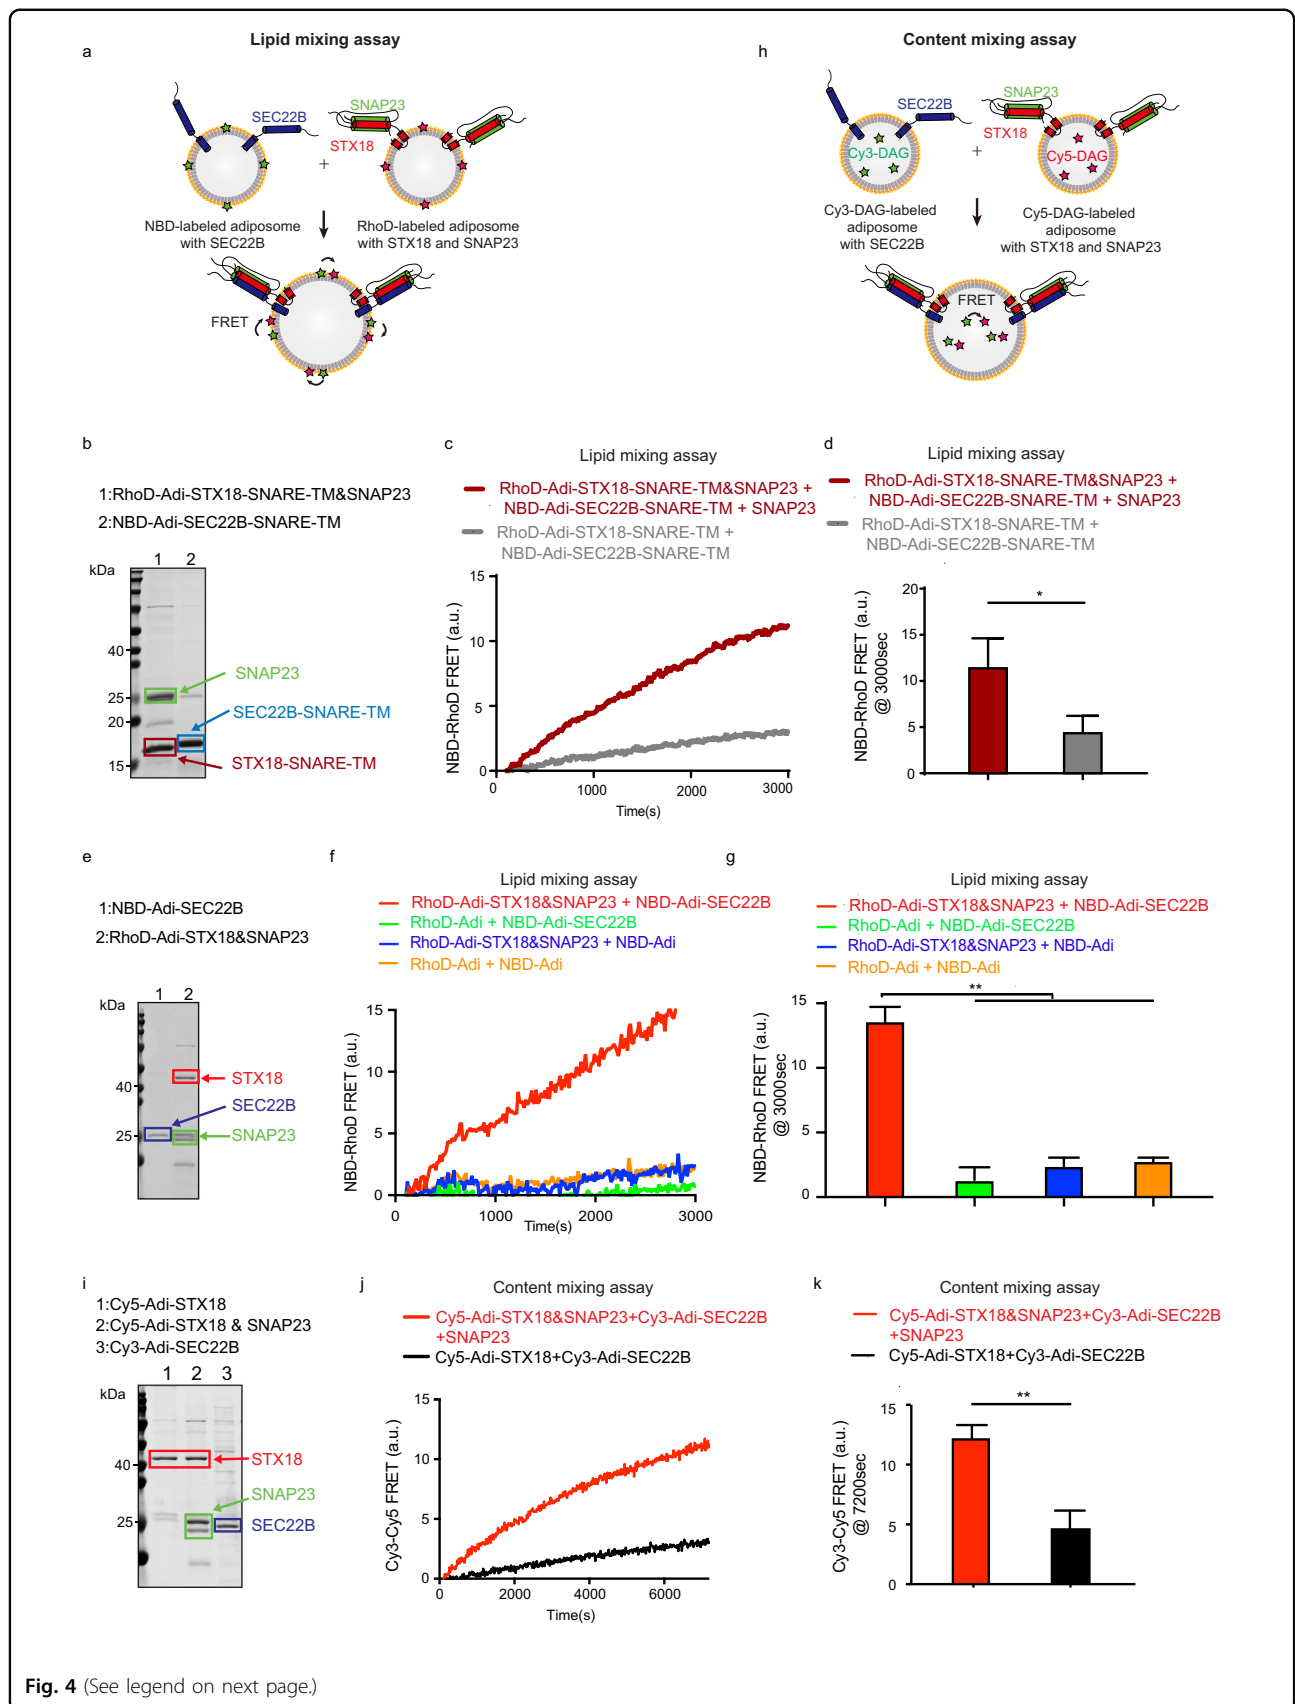 a
Lipid mixing assay
SNAP23
SEC22B
STX18
+
NBD-labeled adiposome
with SEC22B
RhoD-labeled adiposome
with STX18 and SNAP23
FRET
h
Content mixing assay
SNAP23
SEC22B
STX18
Cy3-DAG
+
Cy5-DAG
Cy3-DAG-labeled
adiposome
with SEC22B
Cy5-DAG-labeled
adiposome
with STX18 and SNAP23
FRET
b
1:RhoD-Adi-STX18-SNARE-TM&SNAP23
2:NBD-Adi-SEC22B-SNARE-TM
1 2
kDa
40
SNAP23
25
SEC22B-SNARE-TM
20
STX18-SNARE-TM
15
c
Lipid mixing assay
RhoD-Adi-STX18-SNARE-TM&SNAP23 +
NBD-Adi-SEC22B-SNARE-TM + SNAP23
RhoD-Adi-STX18-SNARE-TM +
NBD-Adi-SEC22B-SNARE-TM
NBD-RhoD FRET (a.u.)
15
10
5
0
0 1000 2000 3000
Time(s)
d
Lipid mixing assay
RhoD-Adi-STX18-SNARE-TM&SNAP23 +
NBD-Adi-SEC22B-SNARE-TM + SNAP23
RhoD-Adi-STX18-SNARE-TM +
NBD-Adi-SEC22B-SNARE-TM
NBD-RhoD FRET (a.u.)
@ 3000sec
20
15
10
5
0
*
e
1:NBD-Adi-SEC22B
2:RhoD-Adi-STX18&SNAP23
1 2
kDa
40
STX18
SEC22B
25
SNAP23
f
Lipid mixing assay
RhoD-Adi-STX18&SNAP23 + NBD-Adi-SEC22B
RhoD-Adi + NBD-Adi-SEC22B
RhoD-Adi-STX18&SNAP23 + NBD-Adi
RhoD-Adi + NBD-Adi
NBD-RhoD FRET (a.u.)
15
10
5
0
0 1000 2000 3000
Time(s)
g
Lipid mixing assay
RhoD-Adi-STX18&SNAP23 + NBD-Adi-SEC22B
RhoD-Adi + NBD-Adi-SEC22B
RhoD-Adi-STX18&SNAP23 + NBD-Adi
RhoD-Adi + NBD-Adi
NBD-RhoD FRET (a.u.)
@ 3000sec
15
10
5
0
**
i
1:Cy5-Adi-STX18
2:Cy5-Adi-STX18 & SNAP23
3:Cy3-Adi-SEC22B
1 2 3
kDa
40
STX18
SNAP23
25
SEC22B
j
Content mixing assay
Cy5-Adi-STX18&SNAP23+Cy3-Adi-SEC22B
+SNAP23
Cy5-Adi-STX18+Cy3-Adi-SEC22B
Cy3-Cy5 FRET (a.u.)
15
10
5
0
0 2000 4000 6000
Time(s)
k
Content mixing assay
Cy5-Adi-STX18&SNAP23+Cy3-Adi-SEC22B
+SNAP23
Cy5-Adi-STX18+Cy3-Adi-SEC22B
Cy3-Cy5 FRET (a.u.)
@ 7200sec
15
10
5
0
**
Fig. 4 (See legend on next page.)